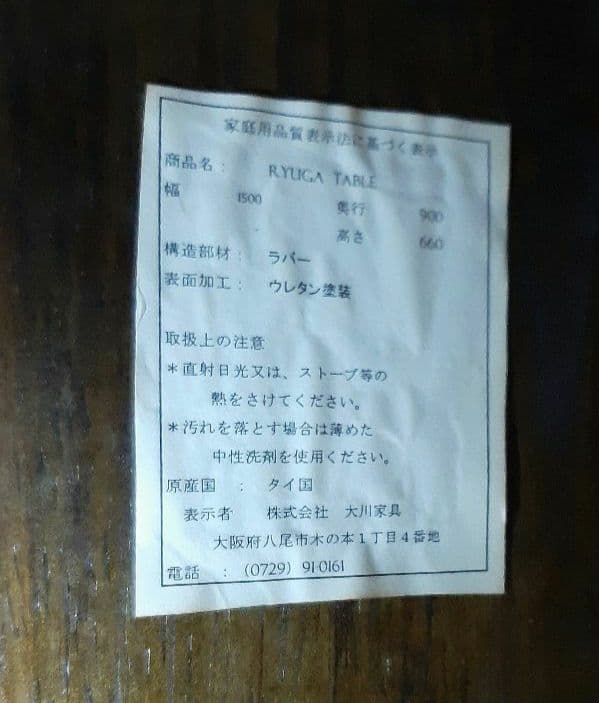 家庭用品質表示法に基づく表示
商品名： RYUGA TABLE
幅 1500 奥行 900
高さ 660
構造部材： ラバー
表面加工： ウレタン塗装
取扱上の注意
＊直射日光又は、ストーブ等の
熱をさけてください。
＊汚れを落とす場合は薄めた
中性洗剤を使用ください。
原産国 ： タイ国
表示者 株式会社 大川家具
大阪府八尾市木の本１丁目４番地
電話 ： (0729) 91-0161